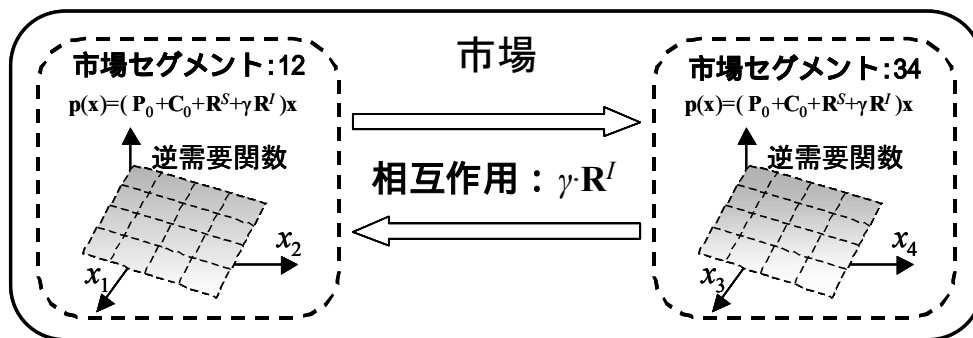 市場
市場セグメント:12
p(x)=( P₀+C₀+Rˢ+γRᴵ )x
逆需要関数
x₂
x₁
相互作用：γ·Rᴵ
市場セグメント:34
p(x)=( P₀+C₀+Rˢ+γRᴵ )x
逆需要関数
x₄
x₃